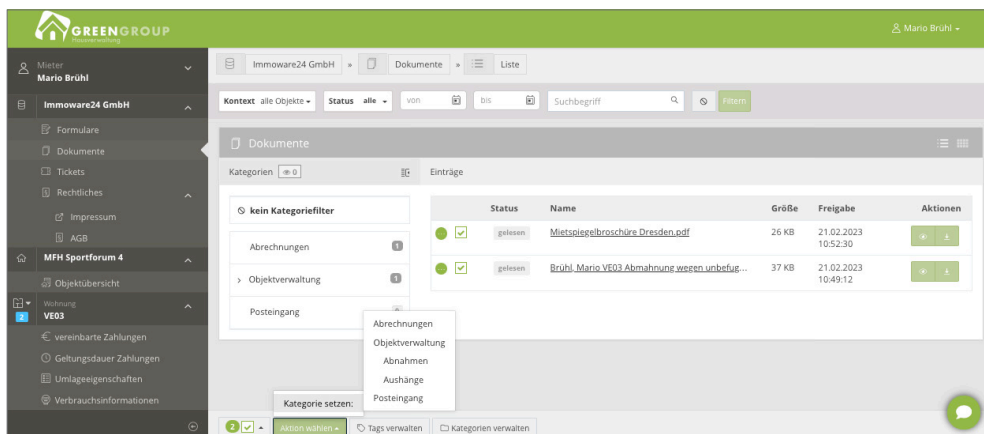 GREENGROUP
Hausverwaltung
Mario Brühl
Mieter
Mario Brühl
Immoware24 GmbH » Dokumente » Liste
Immoware24 GmbH
Formulare
Dokumente
Tickets
Rechtliches
Impressum
AGB
MFH Sportforum 4
Objektübersicht
Wohnung
VE03
2
vereinbarte Zahlungen
Geltungsdauer Zahlungen
Umlageeigenschaften
Verbrauchsinformationen
Kontext alle Objekte Status alle von bis Suchbegriff Filtern
Dokumente
Kategorien 0 Einträge
kein Kategoriefilter
Abrechnungen 1
Objektverwaltung 1
Posteingang
Status Name Größe Freigabe Aktionen
gelesen Mietspiegelbroschüre Dresden.pdf 26 KB 21.02.2023
10:52:30
gelesen Brühl, Mario VE03 Abmahnung wegen unbefug... 37 KB 21.02.2023
10:49:12
Abrechnungen
Objektverwaltung
Abnahmen
Aushänge
Posteingang
Kategorie setzen:
2 Aktion wählen Tags verwalten Kategorien verwalten